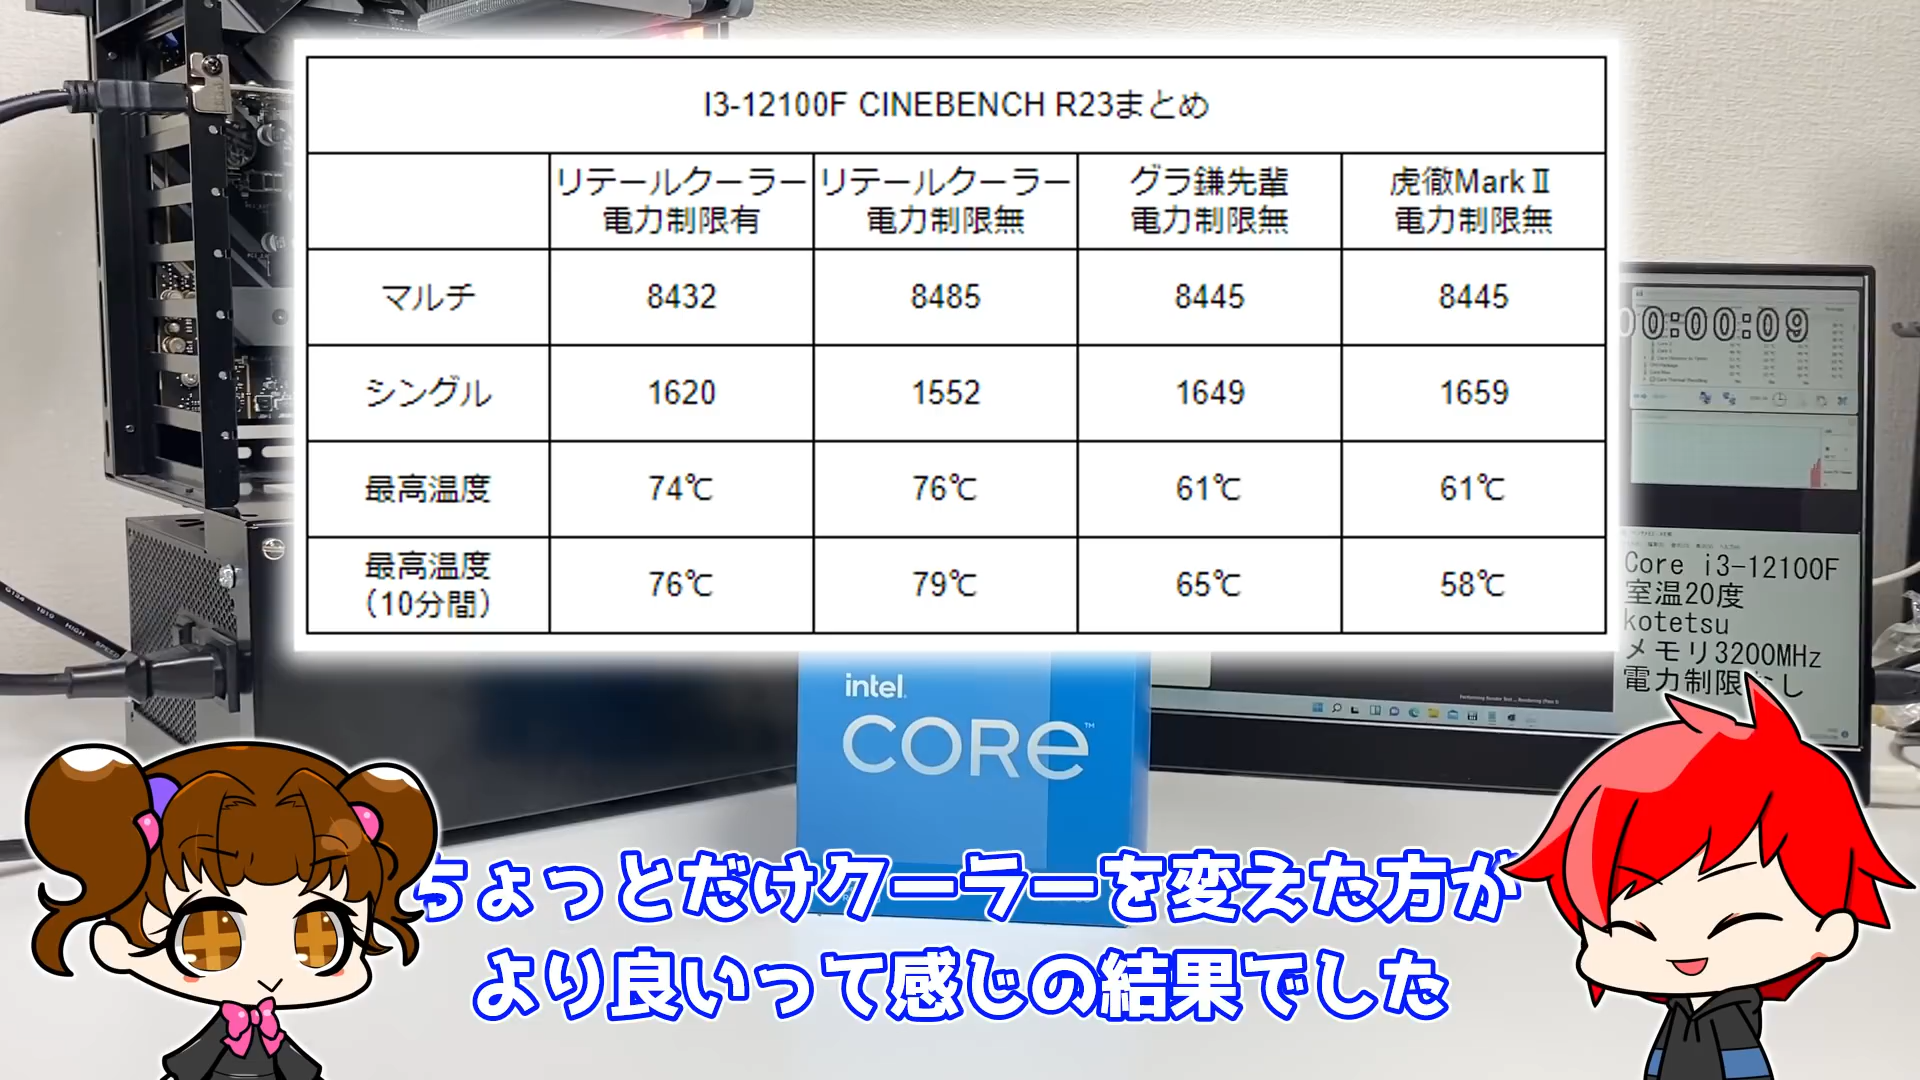 I3-12100F CINEBENCH R23まとめ
リテールクーラー 電力制限有
リテールクーラー 電力制限無
グラ鎌先輩 電力制限無
虎徹MarkⅡ 電力制限無
マルチ 8432 8485 8445 8445
シングル 1620 1552 1649 1659
最高温度 74℃ 76℃ 61℃ 61℃
最高温度（10分間） 76℃ 79℃ 65℃ 58℃
00:00:09
Core i3-12100F
室温20度
kotetsu
メモリ3200MHz
電力制限なし
intel
CORE™
ちょっとだけクーラーを変えた方が
より良いって感じの結果でした